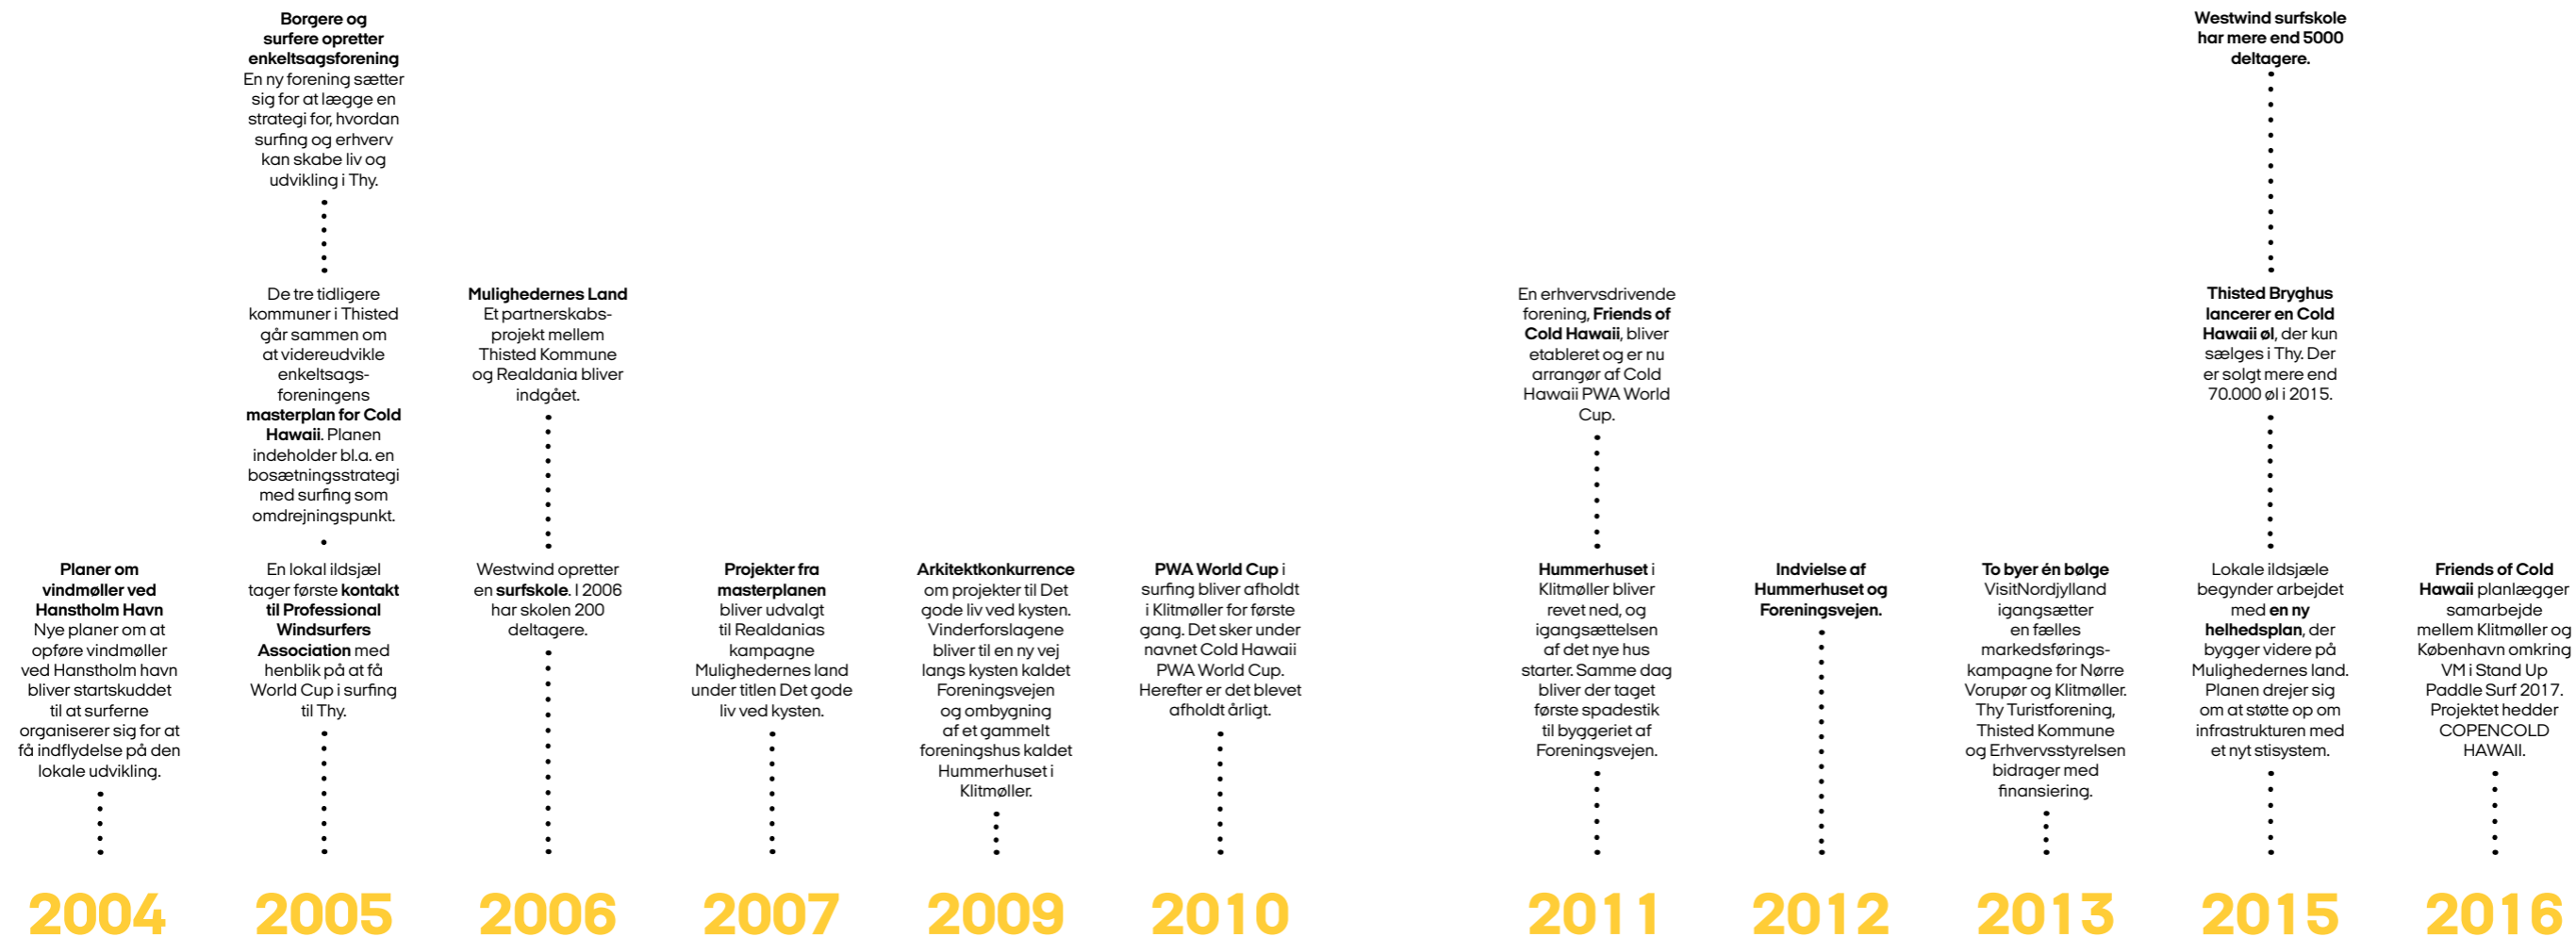 Borgere og
surfere opretter
enkeltsagsforening
En ny forening sætter
sig for at lægge en
strategi for, hvordan
surfing og erhverv
kan skabe liv og
udvikling i Thy.
Westwind surfskole
har mere end 5000
deltagere.
De tre tidligere
kommuner i Thisted
går sammen om
at videreudvikle
enkeltsags-
foreningens
masterplan for Cold
Hawaii. Planen
indeholder bl.a. en
bosætningsstrategi
med surfing som
omdrejningspunkt.
Mulighedernes Land
Et partnerskabs-
projekt mellem
Thisted Kommune
og Realdania bliver
indgået.
En erhvervsdrivende
forening, Friends of
Cold Hawaii, bliver
etableret og er nu
arrangør af Cold
Hawaii PWA World
Cup.
Thisted Bryghus
lancerer en Cold
Hawaii øl, der kun
sælges i Thy. Der
er solgt mere end
70.000 øl i 2015.
Planer om
vindmøller ved
Hanstholm Havn
Nye planer om at
opføre vindmøller
ved Hanstholm havn
bliver startskuddet
til at surferne
organiserer sig for at
få indflydelse på den
lokale udvikling.
En lokal ildsjæl
tager første kontakt
til Professional
Windsurfers
Association med
henblik på at få
World Cup i surfing
til Thy.
Westwind opretter
en surfskole. I 2006
har skolen 200
deltagere.
Projekter fra
masterplanen
bliver udvalgt
til Realdanias
kampagne
Mulighedernes land
under titlen Det gode
liv ved kysten.
Arkitektkonkurrence
om projekter til Det
gode liv ved kysten.
Vinderforslagene
bliver til en ny vej
langs kysten kaldet
Foreningsvejen
og ombygning
af et gammelt
foreningshus kaldet
Hummerhuset i
Klitmøller.
PWA World Cup i
surfing bliver afholdt
i Klitmøller for første
gang. Det sker under
navnet Cold Hawaii
PWA World Cup.
Herefter er det blevet
afholdt årligt.
Hummerhuset i
Klitmøller bliver
revet ned, og
igangsættelsen
af det nye hus
starter. Samme dag
bliver der taget
første spadestik
til byggeriet af
Foreningsvejen.
Indvielse af
Hummerhuset og
Foreningsvejen.
To byer én bølge
VisitNordjylland
igangsætter
en fælles
markedsførings-
kampagne for Nørre
Vorupør og Klitmøller.
Thy Turistforening,
Thisted Kommune
og Erhvervsstyrelsen
bidrager med
finansiering.
Lokale ildsjæle
begynder arbejdet
med en ny
helhedsplan, der
bygger videre på
Mulighedernes land.
Planen drejer sig
om at støtte op om
infrastrukturen med
et nyt stisystem.
Friends of Cold
Hawaii planlægger
samarbejde
mellem Klitmøller og
København omkring
VM i Stand Up
Paddle Surf 2017.
Projektet hedder
COPENCOLD
HAWAII.
2004
2005
2006
2007
2009
2010
2011
2012
2013
2015
2016